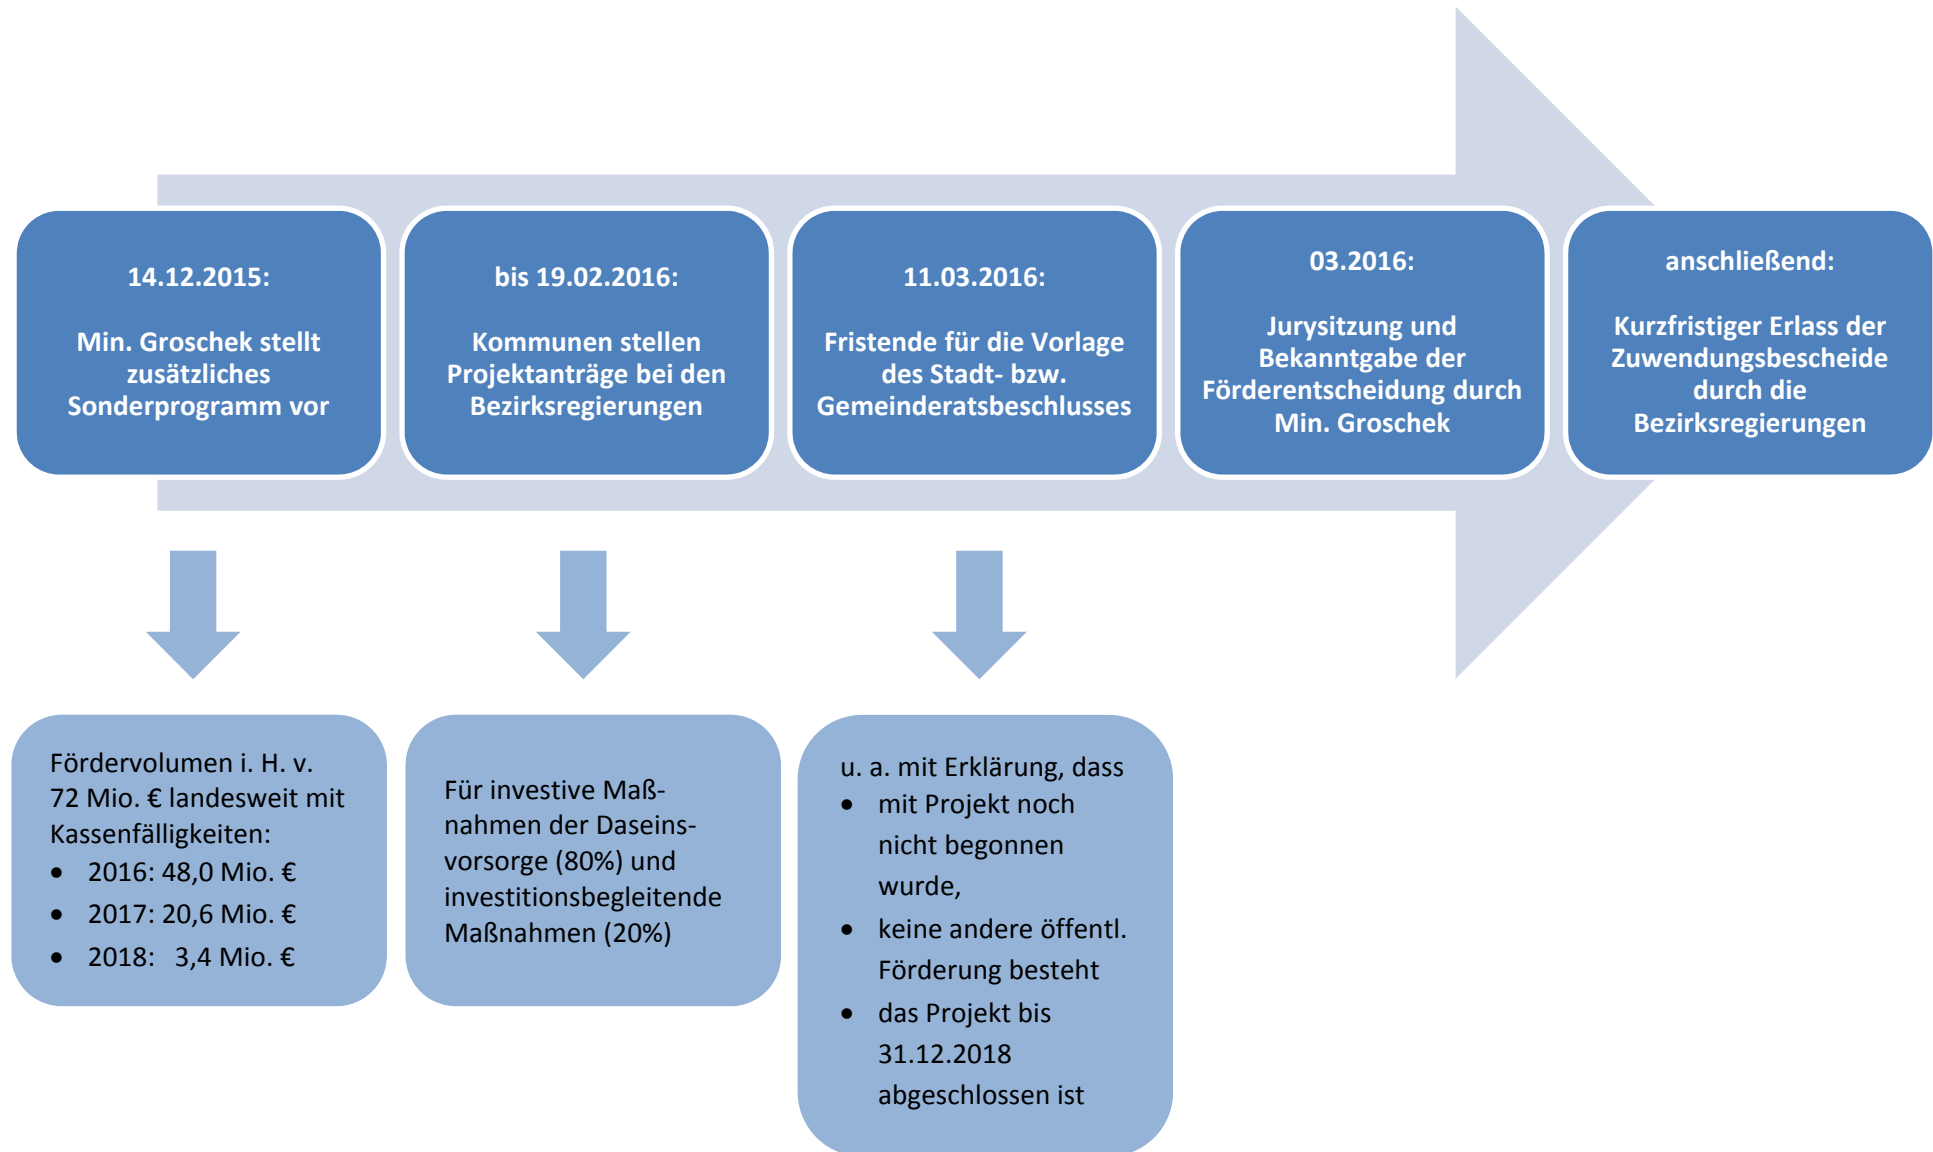 14.12.2015:
Min. Groschek stellt
zusätzliches
Sonderprogramm vor
bis 19.02.2016:
Kommunen stellen
Projektanträge bei den
Bezirksregierungen
11.03.2016:
Fristende für die Vorlage
des Stadt- bzw.
Gemeinderatsbeschlusses
03.2016:
Jurysitzung und
Bekanntgabe der
Förderentscheidung durch
Min. Groschek
anschließend:
Kurzfristiger Erlass der
Zuwendungsbescheide
durch die
Bezirksregierungen
Fördervolumen i. H. v.
72 Mio. € landesweit mit
Kassenfälligkeiten:
• 2016: 48,0 Mio. €
• 2017: 20,6 Mio. €
• 2018: 3,4 Mio. €
Für investive Maß-
nahmen der Daseins-
vorsorge (80%) und
investitionsbegleitende
Maßnahmen (20%)
u. a. mit Erklärung, dass
• mit Projekt noch
nicht begonnen
wurde,
• keine andere öffentl.
Förderung besteht
• das Projekt bis
31.12.2018
abgeschlossen ist